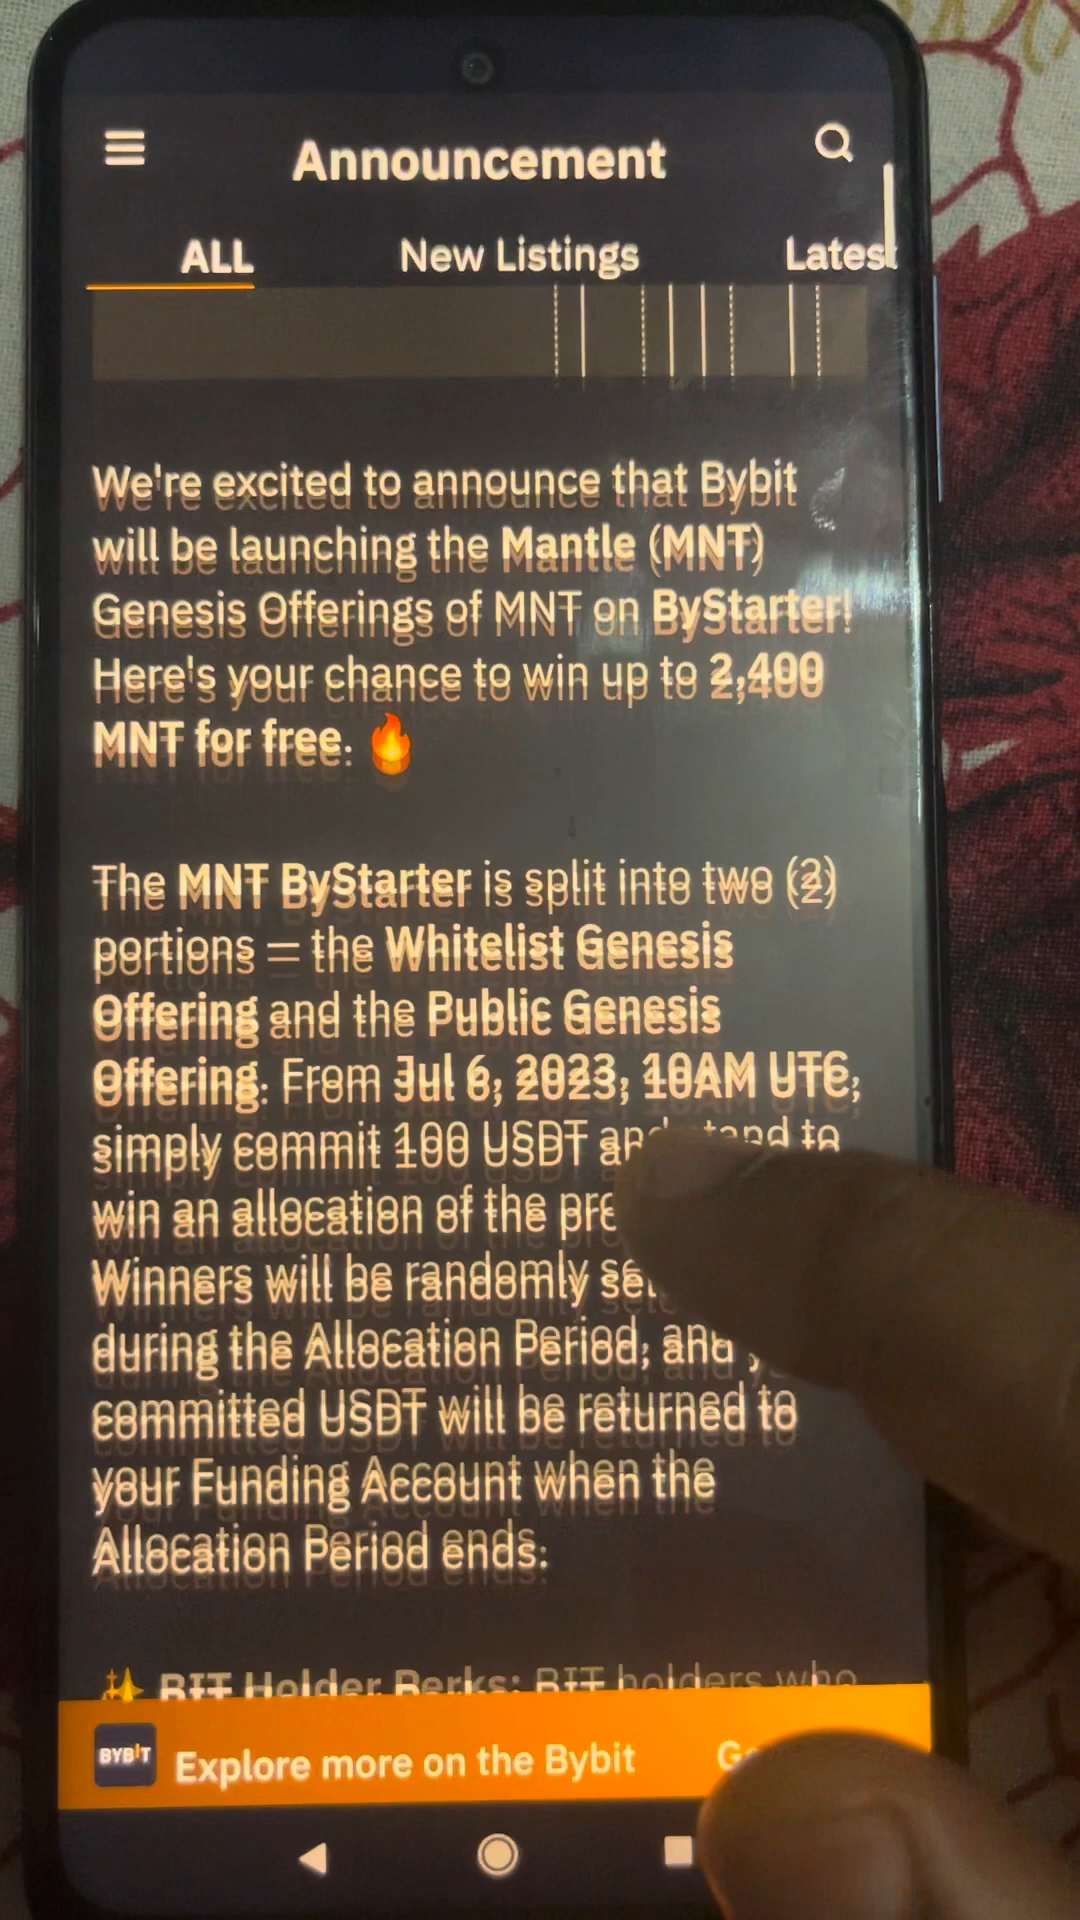 Announcement
ALL New Listings Latest
We're excited to announce that Bybit
will be launching the Mantle (MNT)
Genesis Offerings of MNT on ByStarter!
Here's your chance to win up to 2,400
MNT for free. 🔥
The MNT ByStarter is split into two (2)
portions — the Whitelist Genesis
Offering and the Public Genesis
Offering. From Jul 6, 2023, 10AM UTC,
simply commit 100 USDT and stand to
win an allocation of the
Winners will be randomly
during the Allocation Period, and
committed USDT will be returned to
your Funding Account when the
Allocation Period ends.
✨ BIT Holder Perks: BIT holders who
BYBIT Explore more on the Bybit